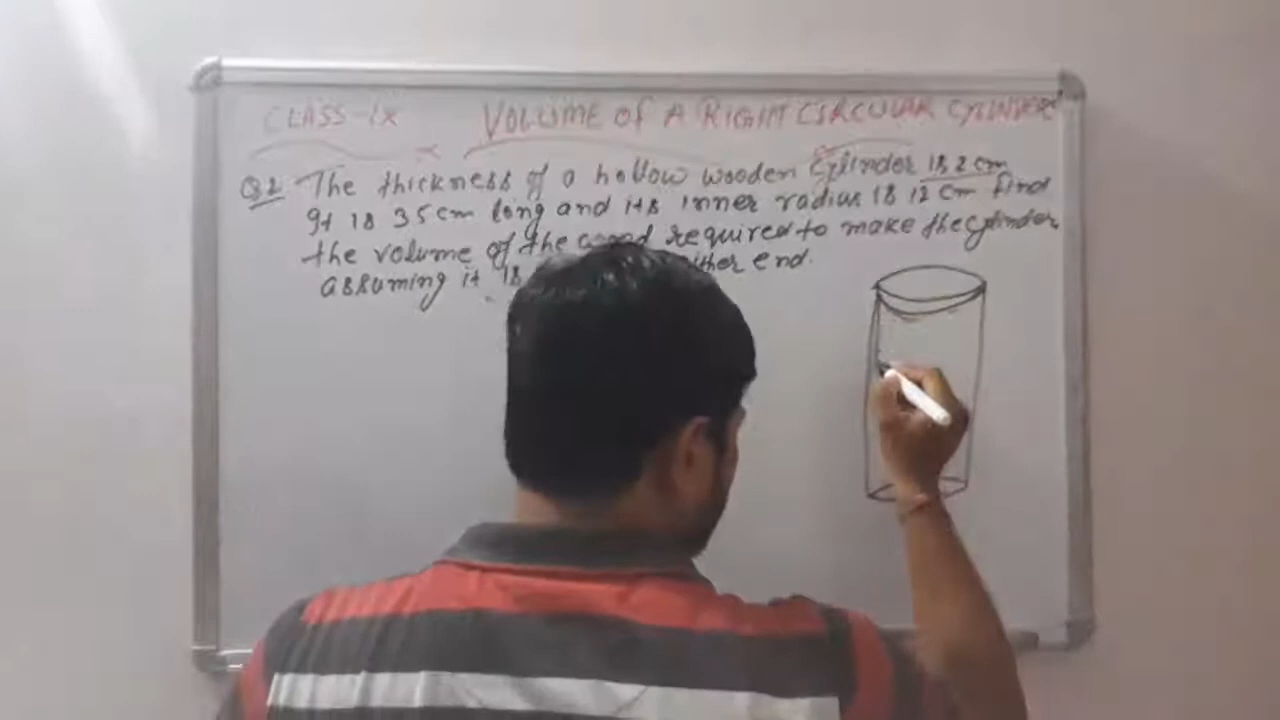 CLASS-IX VOLUME OF A RIGHT CIRCULAR CYLINDER
Q.1 The thickness of a hollow wooden cylinder is 2 cm
It is 35 cm long and its inner radius is 12 cm find
the volume of the wood required to make the cylinder
assuming it is either end.